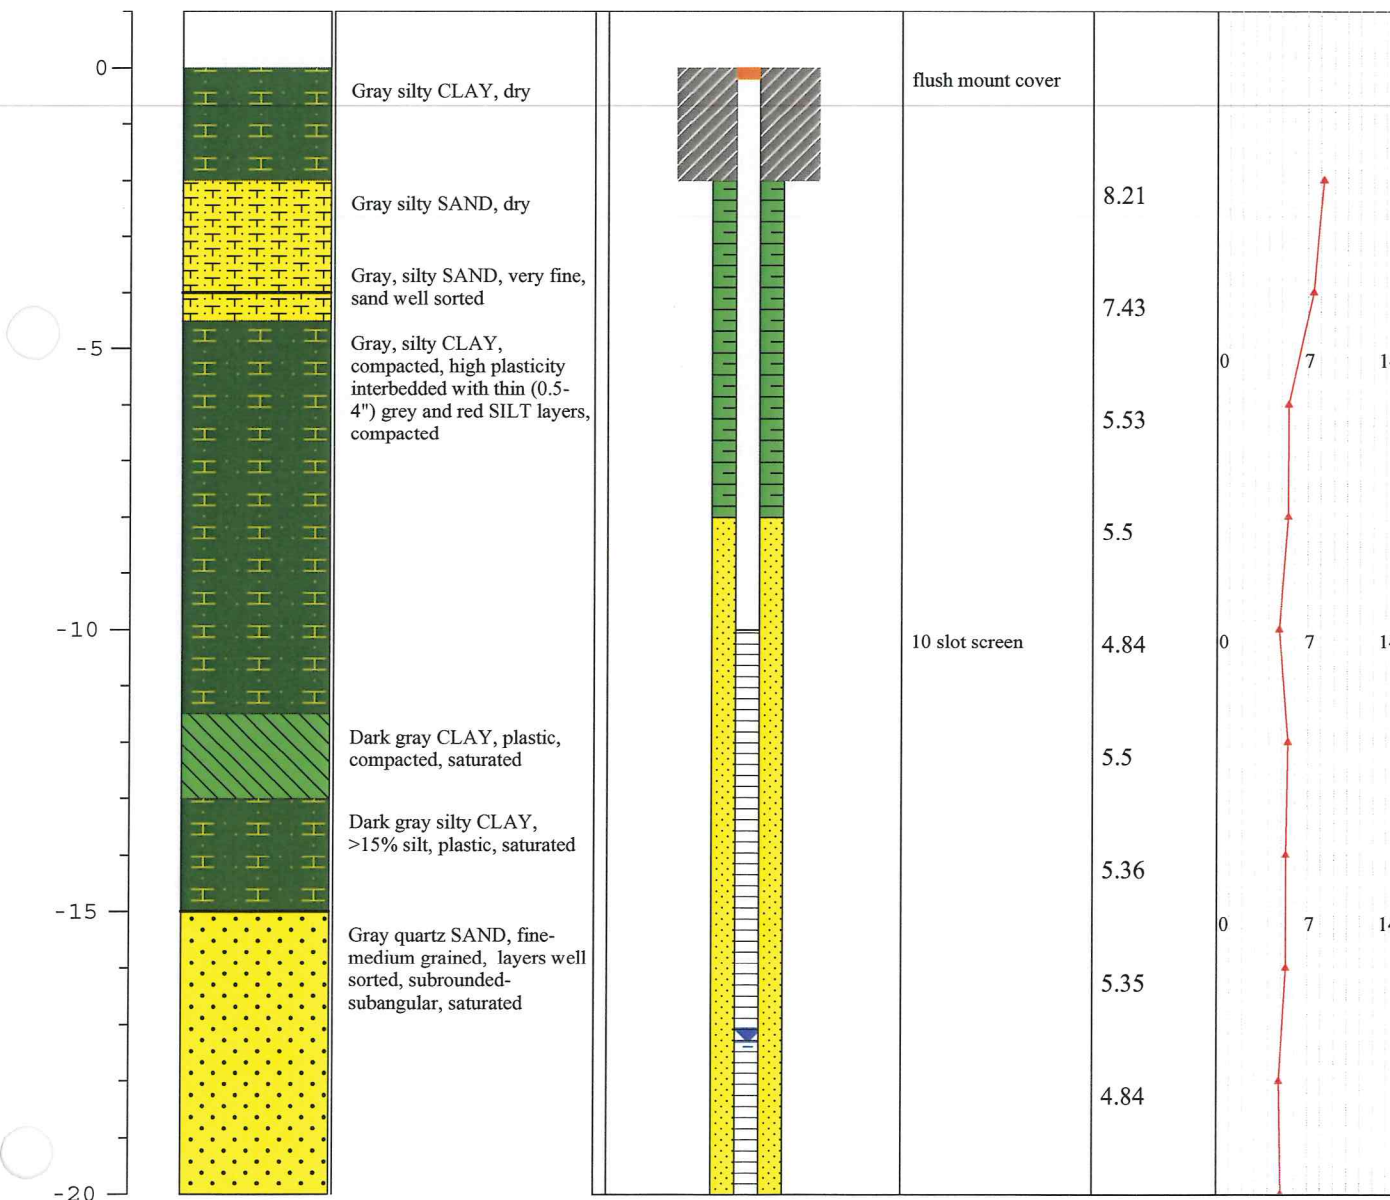 0
Gray silty CLAY, dry
flush mount cover
Gray silty SAND, dry
8.21
Gray, silty SAND, very fine,
sand well sorted
7.43
-5
Gray, silty CLAY,
compacted, high plasticity
interbedded with thin (0.5-
4") grey and red SILT layers,
compacted
0 7
5.53
5.5
-10
10 slot screen
4.84
0 7
Dark gray CLAY, plastic,
compacted, saturated
5.5
Dark gray silty CLAY,
>15% silt, plastic, saturated
5.36
-15
Gray quartz SAND, fine-
medium grained, layers well
sorted, subrounded-
subangular, saturated
0 7
5.35
4.84
-20